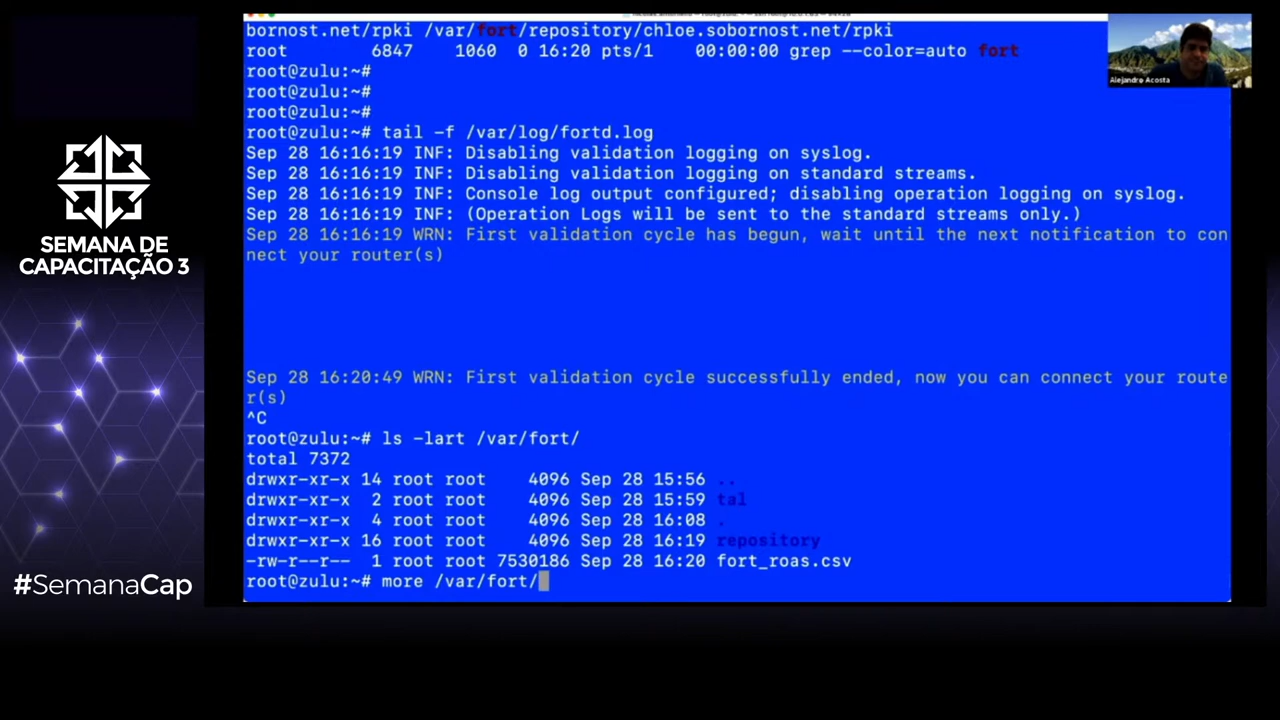 bornost.net/rpki /var/fort/repository/chloe.sobornost.net/rpki
root 6847 1060 0 16:20 pts/1 00:00:00 grep --color=auto fort
root@zulu:~#
root@zulu:~#
root@zulu:~#
root@zulu:~# tail -f /var/log/fortd.log
Sep 28 16:16:19 INF: Disabling validation logging on syslog.
Sep 28 16:16:19 INF: Disabling validation logging on standard streams.
Sep 28 16:16:19 INF: Console log output configured; disabling operation logging on syslog.
Sep 28 16:16:19 INF: (Operation Logs will be sent to the standard streams only.)
Sep 28 16:16:19 WRN: First validation cycle has begun, wait until the next notification to con
nect your router(s)
Sep 28 16:20:49 WRN: First validation cycle successfully ended, now you can connect your route
r(s)
^C
root@zulu:~# ls -lart /var/fort/
total 7372
drwxr-xr-x 14 root root 4096 Sep 28 15:56 ..
drwxr-xr-x 2 root root 4096 Sep 28 15:59 tal
drwxr-xr-x 4 root root 4096 Sep 28 16:08 .
drwxr-xr-x 16 root root 4096 Sep 28 16:19 repository
-rw-r--r-- 1 root root 7530186 Sep 28 16:20 fort_roas.csv
root@zulu:~# more /var/fort/
Alejandro Acosta
SEMANA DE
CAPACITAÇÃO 3
#SemanaCap